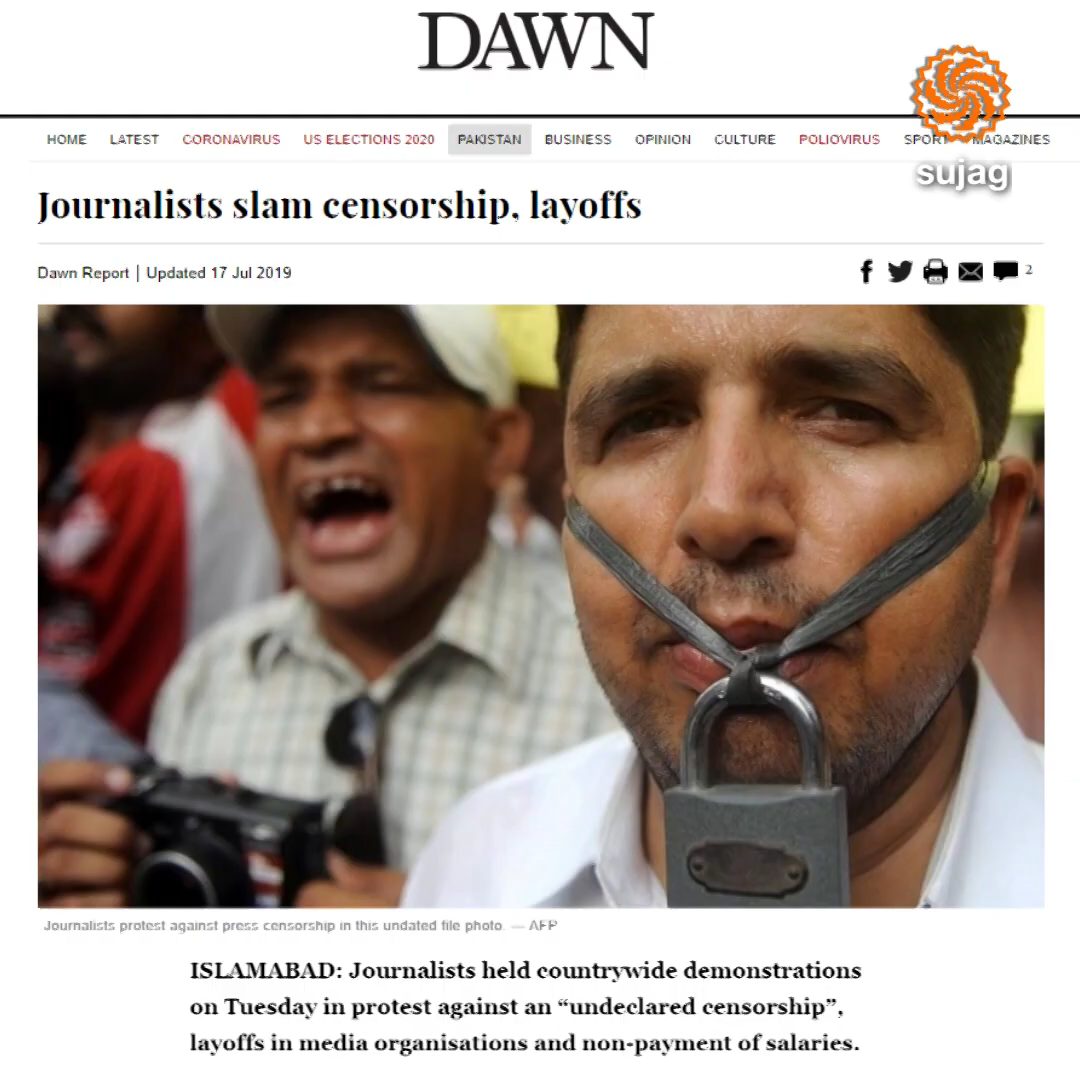 DAWN
sujag
HOME LATEST CORONAVIRUS US ELECTIONS 2020 PAKISTAN BUSINESS OPINION CULTURE POLIOVIRUS SPORT MAGAZINES
Journalists slam censorship, layoffs
Dawn Report | Updated 17 Jul 2019
2
Journalists protest against press censorship in this undated file photo. — AFP
ISLAMABAD: Journalists held countrywide demonstrations
on Tuesday in protest against an “undeclared censorship”,
layoffs in media organisations and non-payment of salaries.